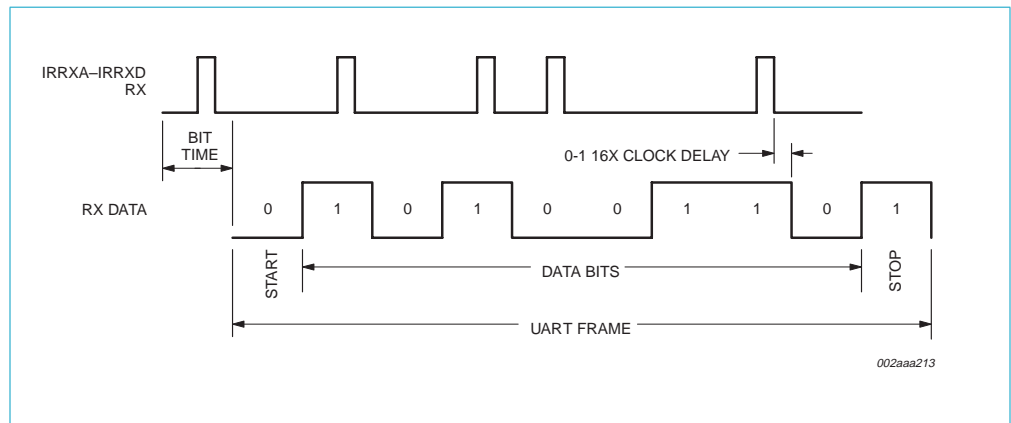 IRRXA–IRRXD
RX
BIT
TIME
0-1 16X CLOCK DELAY
RX DATA
0 1 0 1 0 0 1 1 0 1
START
DATA BITS
STOP
UART FRAME
002aaa213